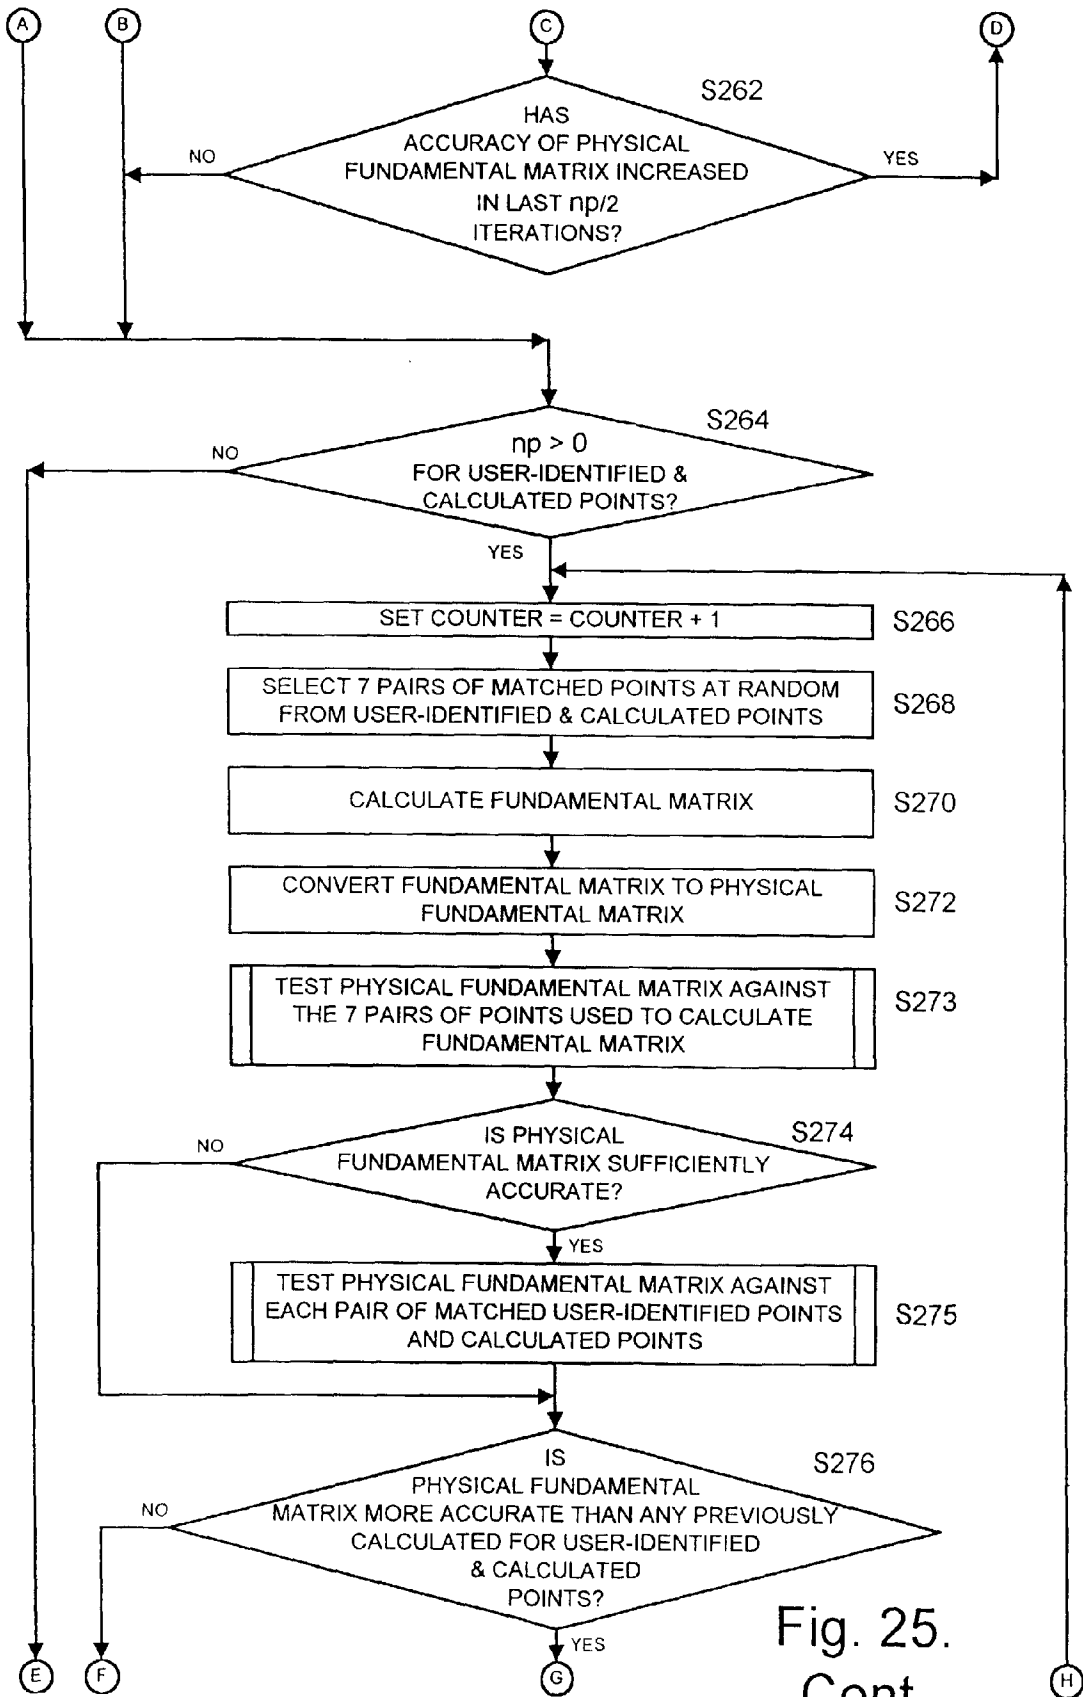 A
B
C
D
S262
HAS
ACCURACY OF PHYSICAL
FUNDAMENTAL MATRIX INCREASED
IN LAST np/2
ITERATIONS?
NO
YES
S264
np > 0
FOR USER-IDENTIFIED &
CALCULATED POINTS?
NO
YES
SET COUNTER = COUNTER + 1
S266
SELECT 7 PAIRS OF MATCHED POINTS AT RANDOM
FROM USER-IDENTIFIED & CALCULATED POINTS
S268
CALCULATE FUNDAMENTAL MATRIX
S270
CONVERT FUNDAMENTAL MATRIX TO PHYSICAL
FUNDAMENTAL MATRIX
S272
TEST PHYSICAL FUNDAMENTAL MATRIX AGAINST
THE 7 PAIRS OF POINTS USED TO CALCULATE
FUNDAMENTAL MATRIX
S273
S274
IS PHYSICAL
FUNDAMENTAL MATRIX SUFFICIENTLY
ACCURATE?
NO
YES
TEST PHYSICAL FUNDAMENTAL MATRIX AGAINST
EACH PAIR OF MATCHED USER-IDENTIFIED POINTS
AND CALCULATED POINTS
S275
S276
IS
PHYSICAL FUNDAMENTAL
MATRIX MORE ACCURATE THAN ANY PREVIOUSLY
CALCULATED FOR USER-IDENTIFIED
& CALCULATED
POINTS?
NO
YES
E
F
G
H
Fig. 25.
Cont